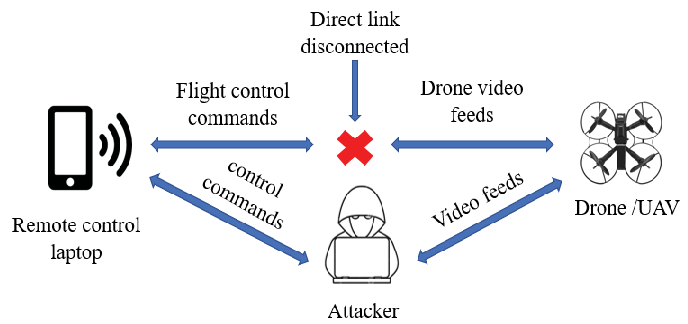 Direct link
disconnected
Flight control
commands
Drone video
feeds
control
commands
Video feeds
Remote control
laptop
Drone /UAV
Attacker